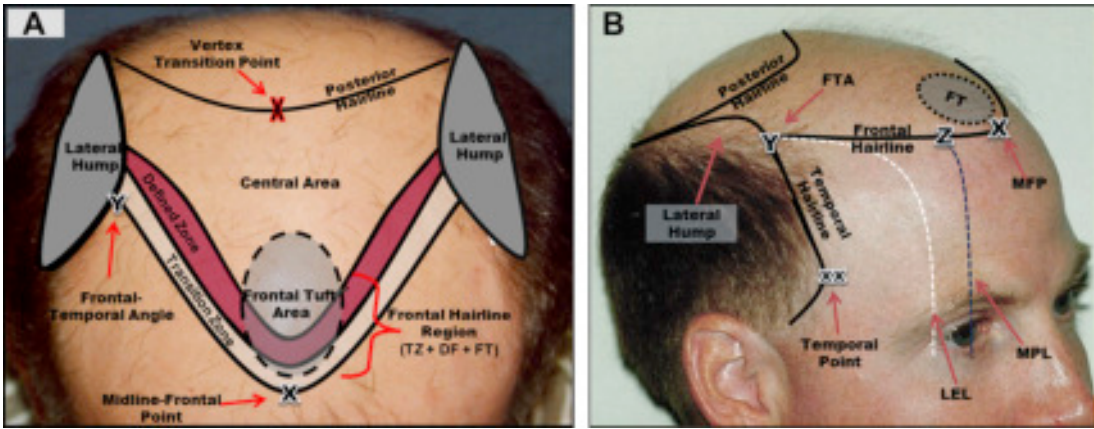 A
Vertex
Transition Point
X
Posterior
Hairline
Lateral
Hump
Lateral
Hump
Central Area
Y
Defined Zone
Transition Zone
Frontal Tuft
Area
Frontal-
Temporal Angle
Frontal Hairline
Region
(TZ + DF + FT)
Midline-Frontal
Point
X
B
Posterior
Hairline
FTA
FT
Y
Frontal
Hairline
Z
X
MFP
Lateral
Hump
Temporal
Hairline
XX
Temporal
Point
LEL
MPL